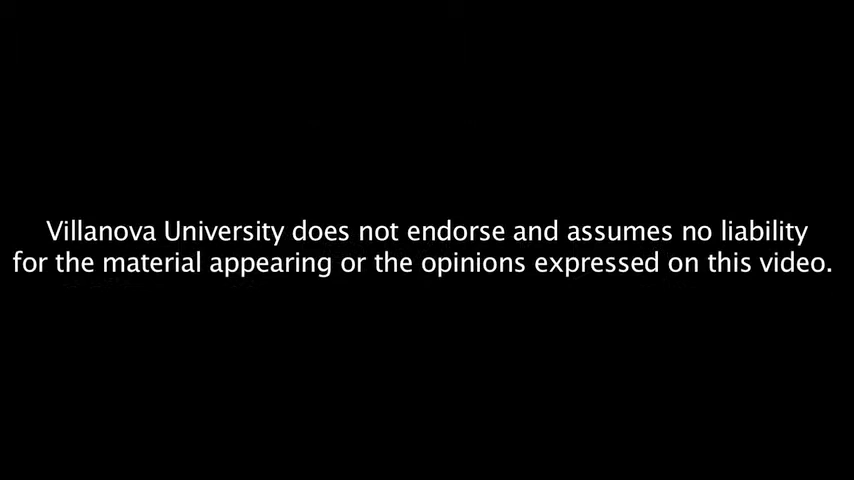 Villanova University does not endorse and assumes no liability
for the material appearing or the opinions expressed on this video.